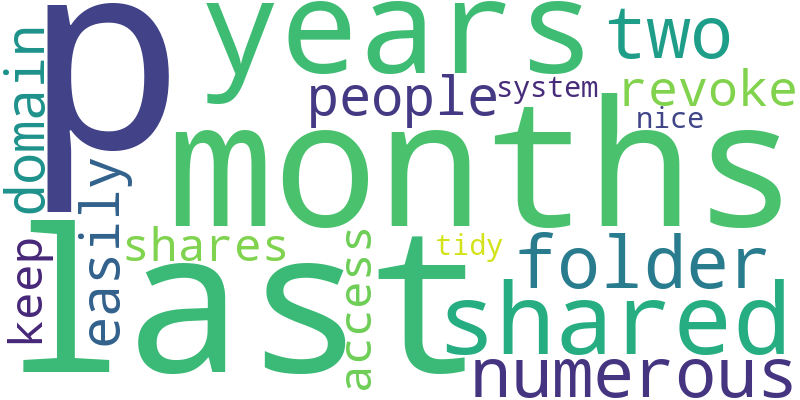 p
years
two
domain
people
system
revoke
nice
months
easily
last
shares
access
tidy
folder
keep
shared
numerous